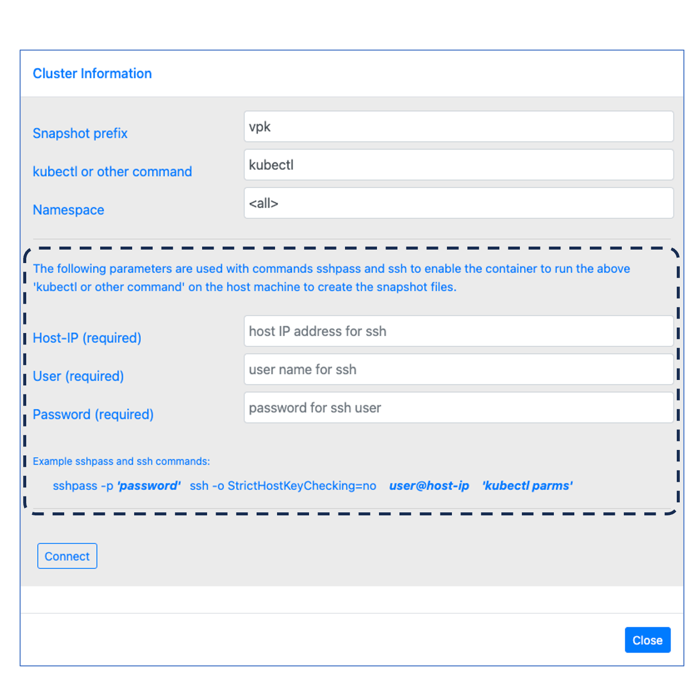 Cluster Information
Snapshot prefix
vpk
kubectl or other command
kubectl
Namespace
<all>
The following parameters are used with commands sshpass and ssh to enable the container to run the above
'kubectl or other command' on the host machine to create the snapshot files.
Host-IP (required)
host IP address for ssh
User (required)
user name for ssh
Password (required)
password for ssh user
Example sshpass and ssh commands:
sshpass -p 'password' ssh -o StrictHostKeyChecking=no user@host-ip 'kubectl parms'
Connect
Close